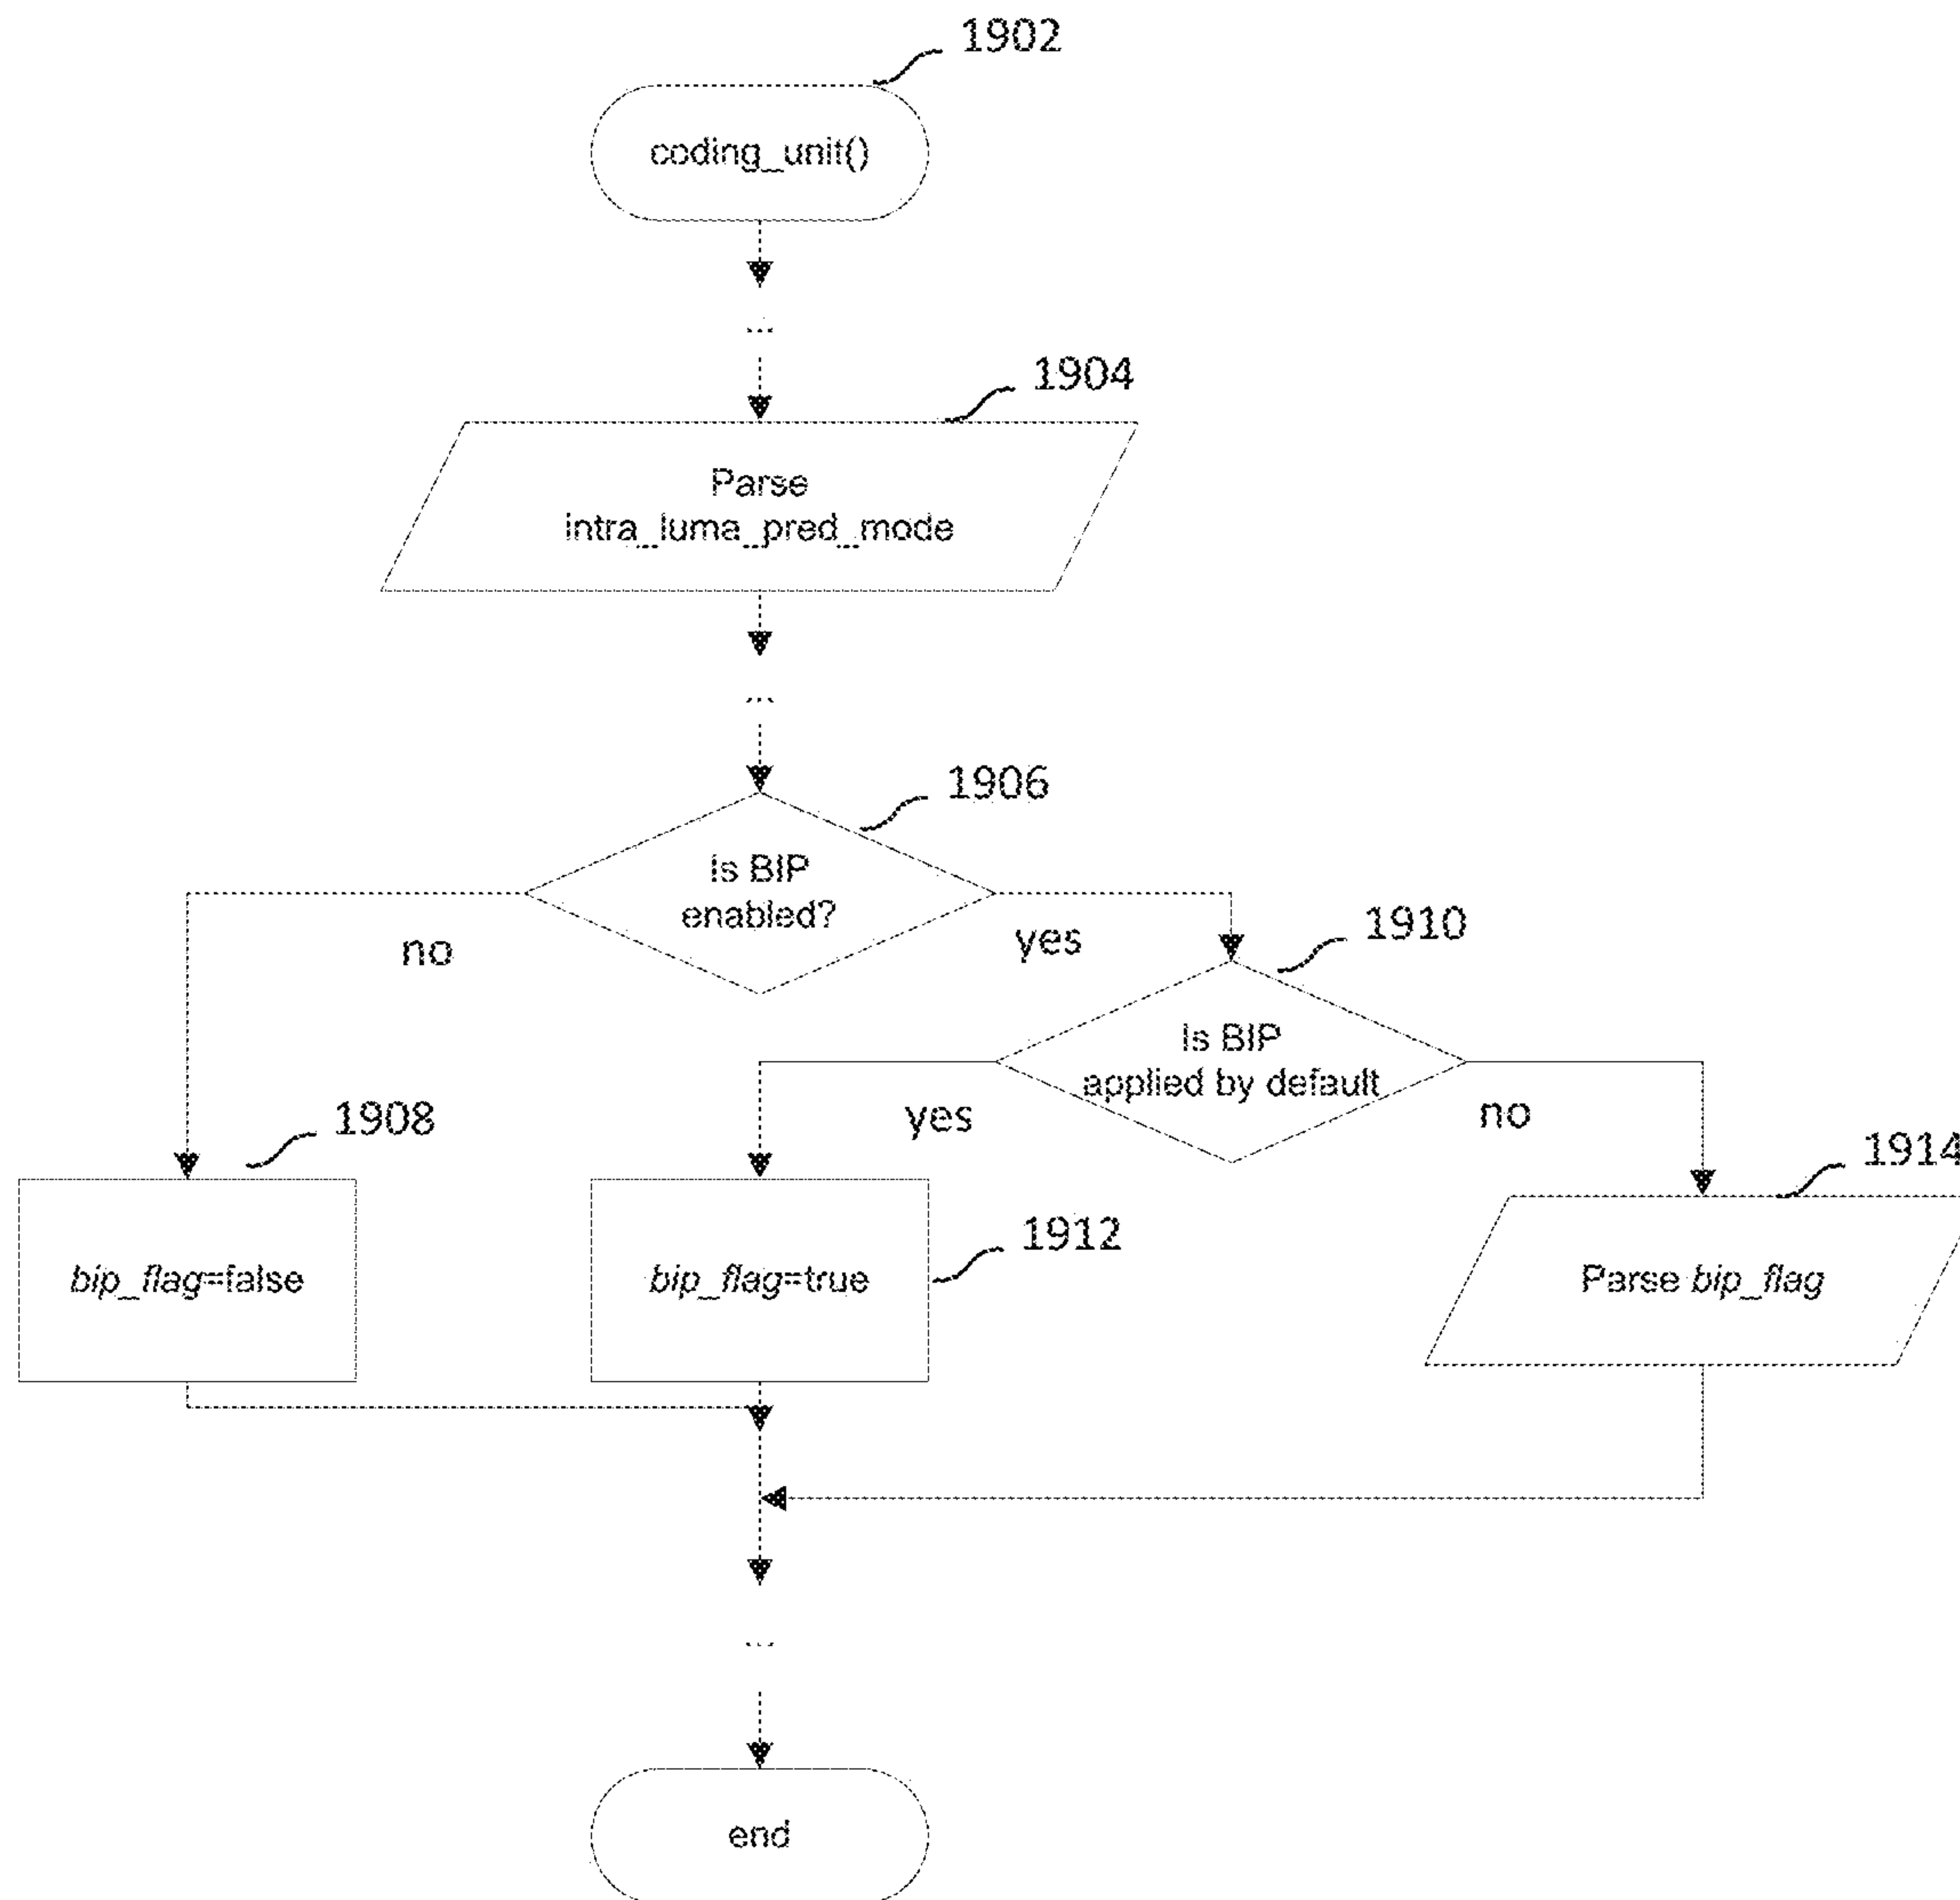 1902
coding_unit()
...
1904
Parse
intra_luma_pred_mode
...
1906
is BIP
enabled?
no
yes
1910
is BIP
applied by default
yes
no
1908
bip_flag=false
bip_flag=true
1912
1914
Parse bip_flag
...
end